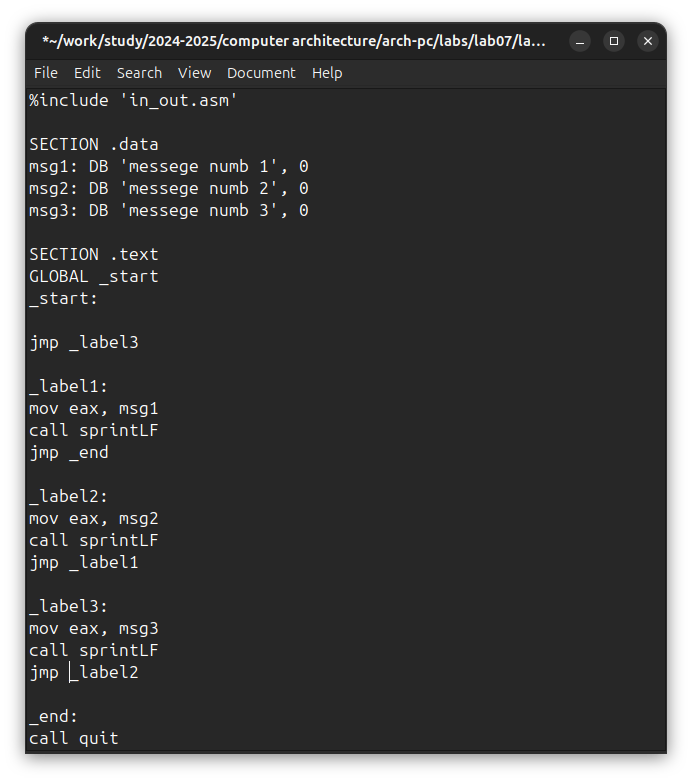 *~/work/study/2024-2025/computer architecture/arch-pc/labs/lab07/la...
File Edit Search View Document Help
%include 'in_out.asm'
SECTION .data
msg1: DB 'messege numb 1', 0
msg2: DB 'messege numb 2', 0
msg3: DB 'messege numb 3', 0
SECTION .text
GLOBAL _start
_start:
jmp _label3
_label1:
mov eax, msg1
call sprintLF
jmp _end
_label2:
mov eax, msg2
call sprintLF
jmp _label1
_label3:
mov eax, msg3
call sprintLF
jmp _label2
_end:
call quit